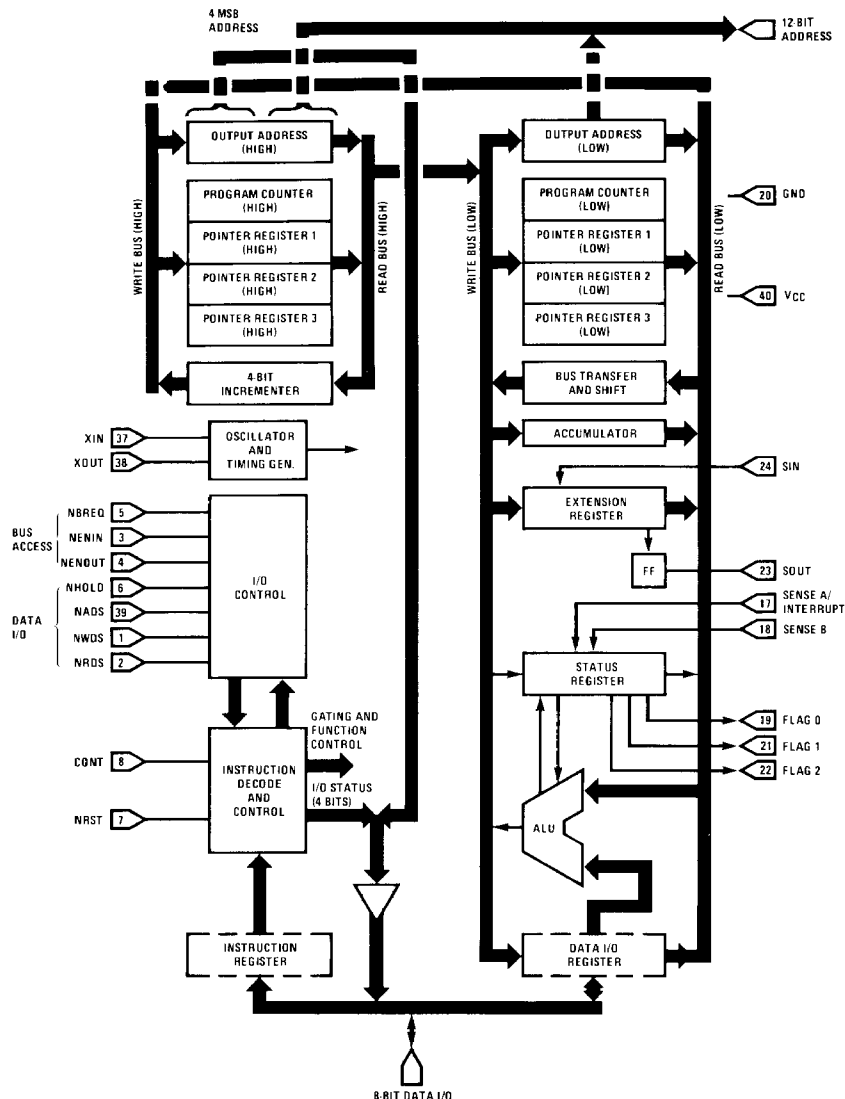 4 MSB
ADDRESS
12-BIT
ADDRESS
OUTPUT ADDRESS
(HIGH)
PROGRAM COUNTER
(HIGH)
POINTER REGISTER 1
(HIGH)
POINTER REGISTER 2
(HIGH)
POINTER REGISTER 3
(HIGH)
4-BIT
INCREMENTER
WRITE BUS (HIGH)
READ BUS (HIGH)
OUTPUT ADDRESS
(LOW)
PROGRAM COUNTER
(LOW)
POINTER REGISTER 1
(LOW)
POINTER REGISTER 2
(LOW)
POINTER REGISTER 3
(LOW)
BUS TRANSFER
AND SHIFT
ACCUMULATOR
EXTENSION
REGISTER
FF
STATUS
REGISTER
ALU
DATA I/O
REGISTER
WRITE BUS (LOW)
READ BUS (LOW)
20 GND
40 VCC
24 SIN
23 SOUT
17 SENSE A/
INTERRUPT
18 SENSE B
19 FLAG 0
21 FLAG 1
22 FLAG 2
XIN 37
XOUT 38
OSCILLATOR
AND
TIMING GEN.
BUS
ACCESS
NBREQ 5
NENIN 3
NENOUT 4
DATA
I/O
NHOLD 6
NADS 39
NWDS 1
NRDS 2
I/O
CONTROL
GATING AND
FUNCTION
CONTROL
I/O STATUS
(4 BITS)
CONT 8
NRST 7
INSTRUCTION
DECODE
AND
CONTROL
INSTRUCTION
REGISTER
8-BIT DATA I/O